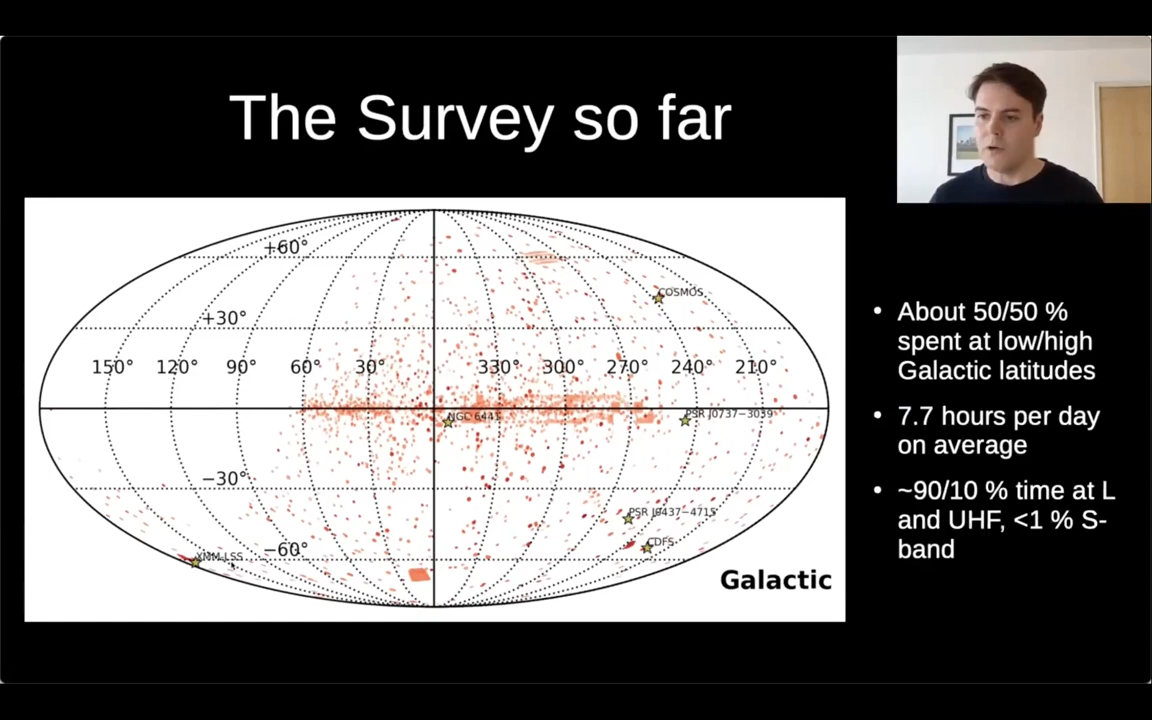 The Survey so far
+60°
COSMOS
+30°
150° 120° 90° 60° 30° 330° 300° 270° 240° 210°
NGC 6441
PSR J0737−3039
−30°
PSR J0437−4715
CDFS
−60°
XMM-LSS
Galactic
• About 50/50 %
spent at low/high
Galactic latitudes
• 7.7 hours per day
on average
• ~90/10 % time at L
and UHF, <1 % S-
band